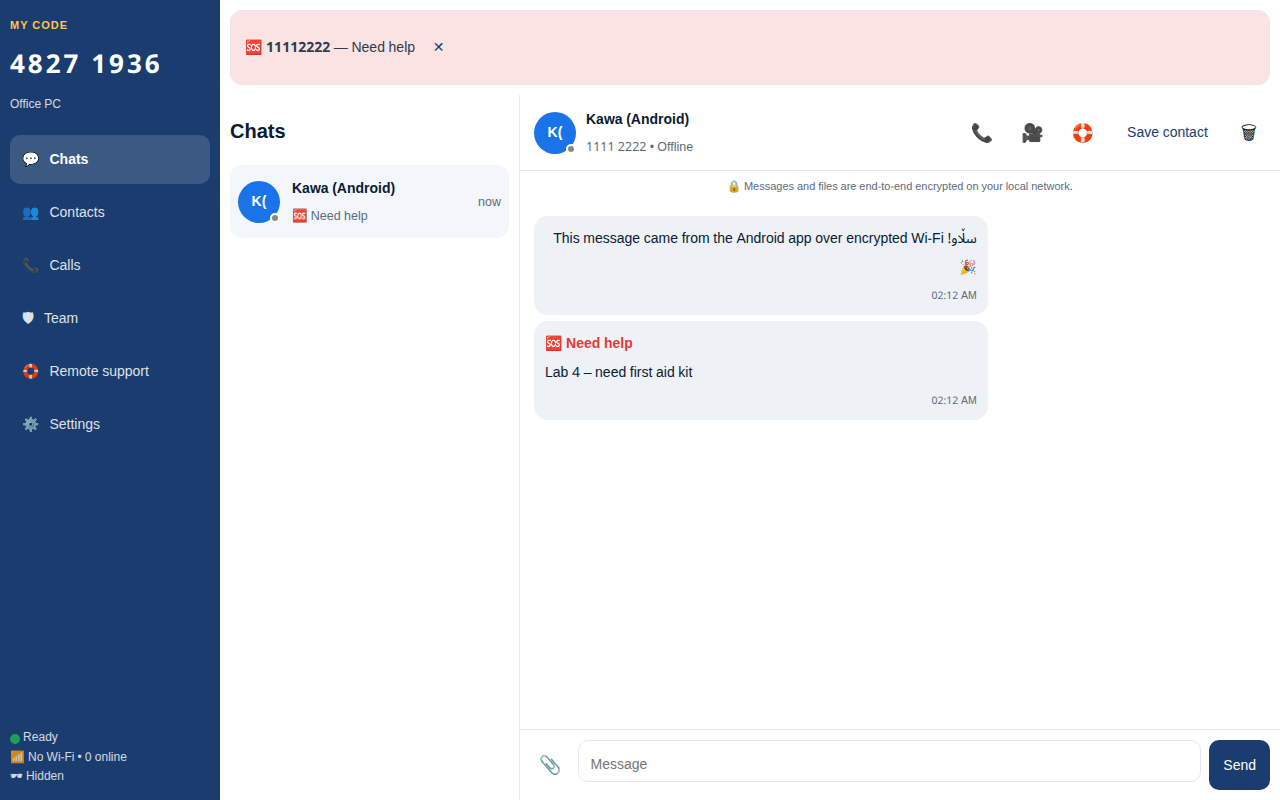 MY CODE
4827 1936
Office PC
💬 Chats
👥 Contacts
📞 Calls
🛡 Team
🛟 Remote support
⚙️ Settings
🟢 Ready
📶 No Wi-Fi • 0 online
🕶 Hidden
🆘 11112222 — Need help ✕
Chats
K( Kawa (Android)
🆘 Need help
now
K( Kawa (Android)
1111 2222 • Offline
📞 🎥 🛟 Save contact 🗑
🔒 Messages and files are end-to-end encrypted on your local network.
سڵاو! This message came from the Android app over encrypted Wi-Fi
🎉
02:12 AM
🆘 Need help
Lab 4 – need first aid kit
02:12 AM
📎 Message
Send